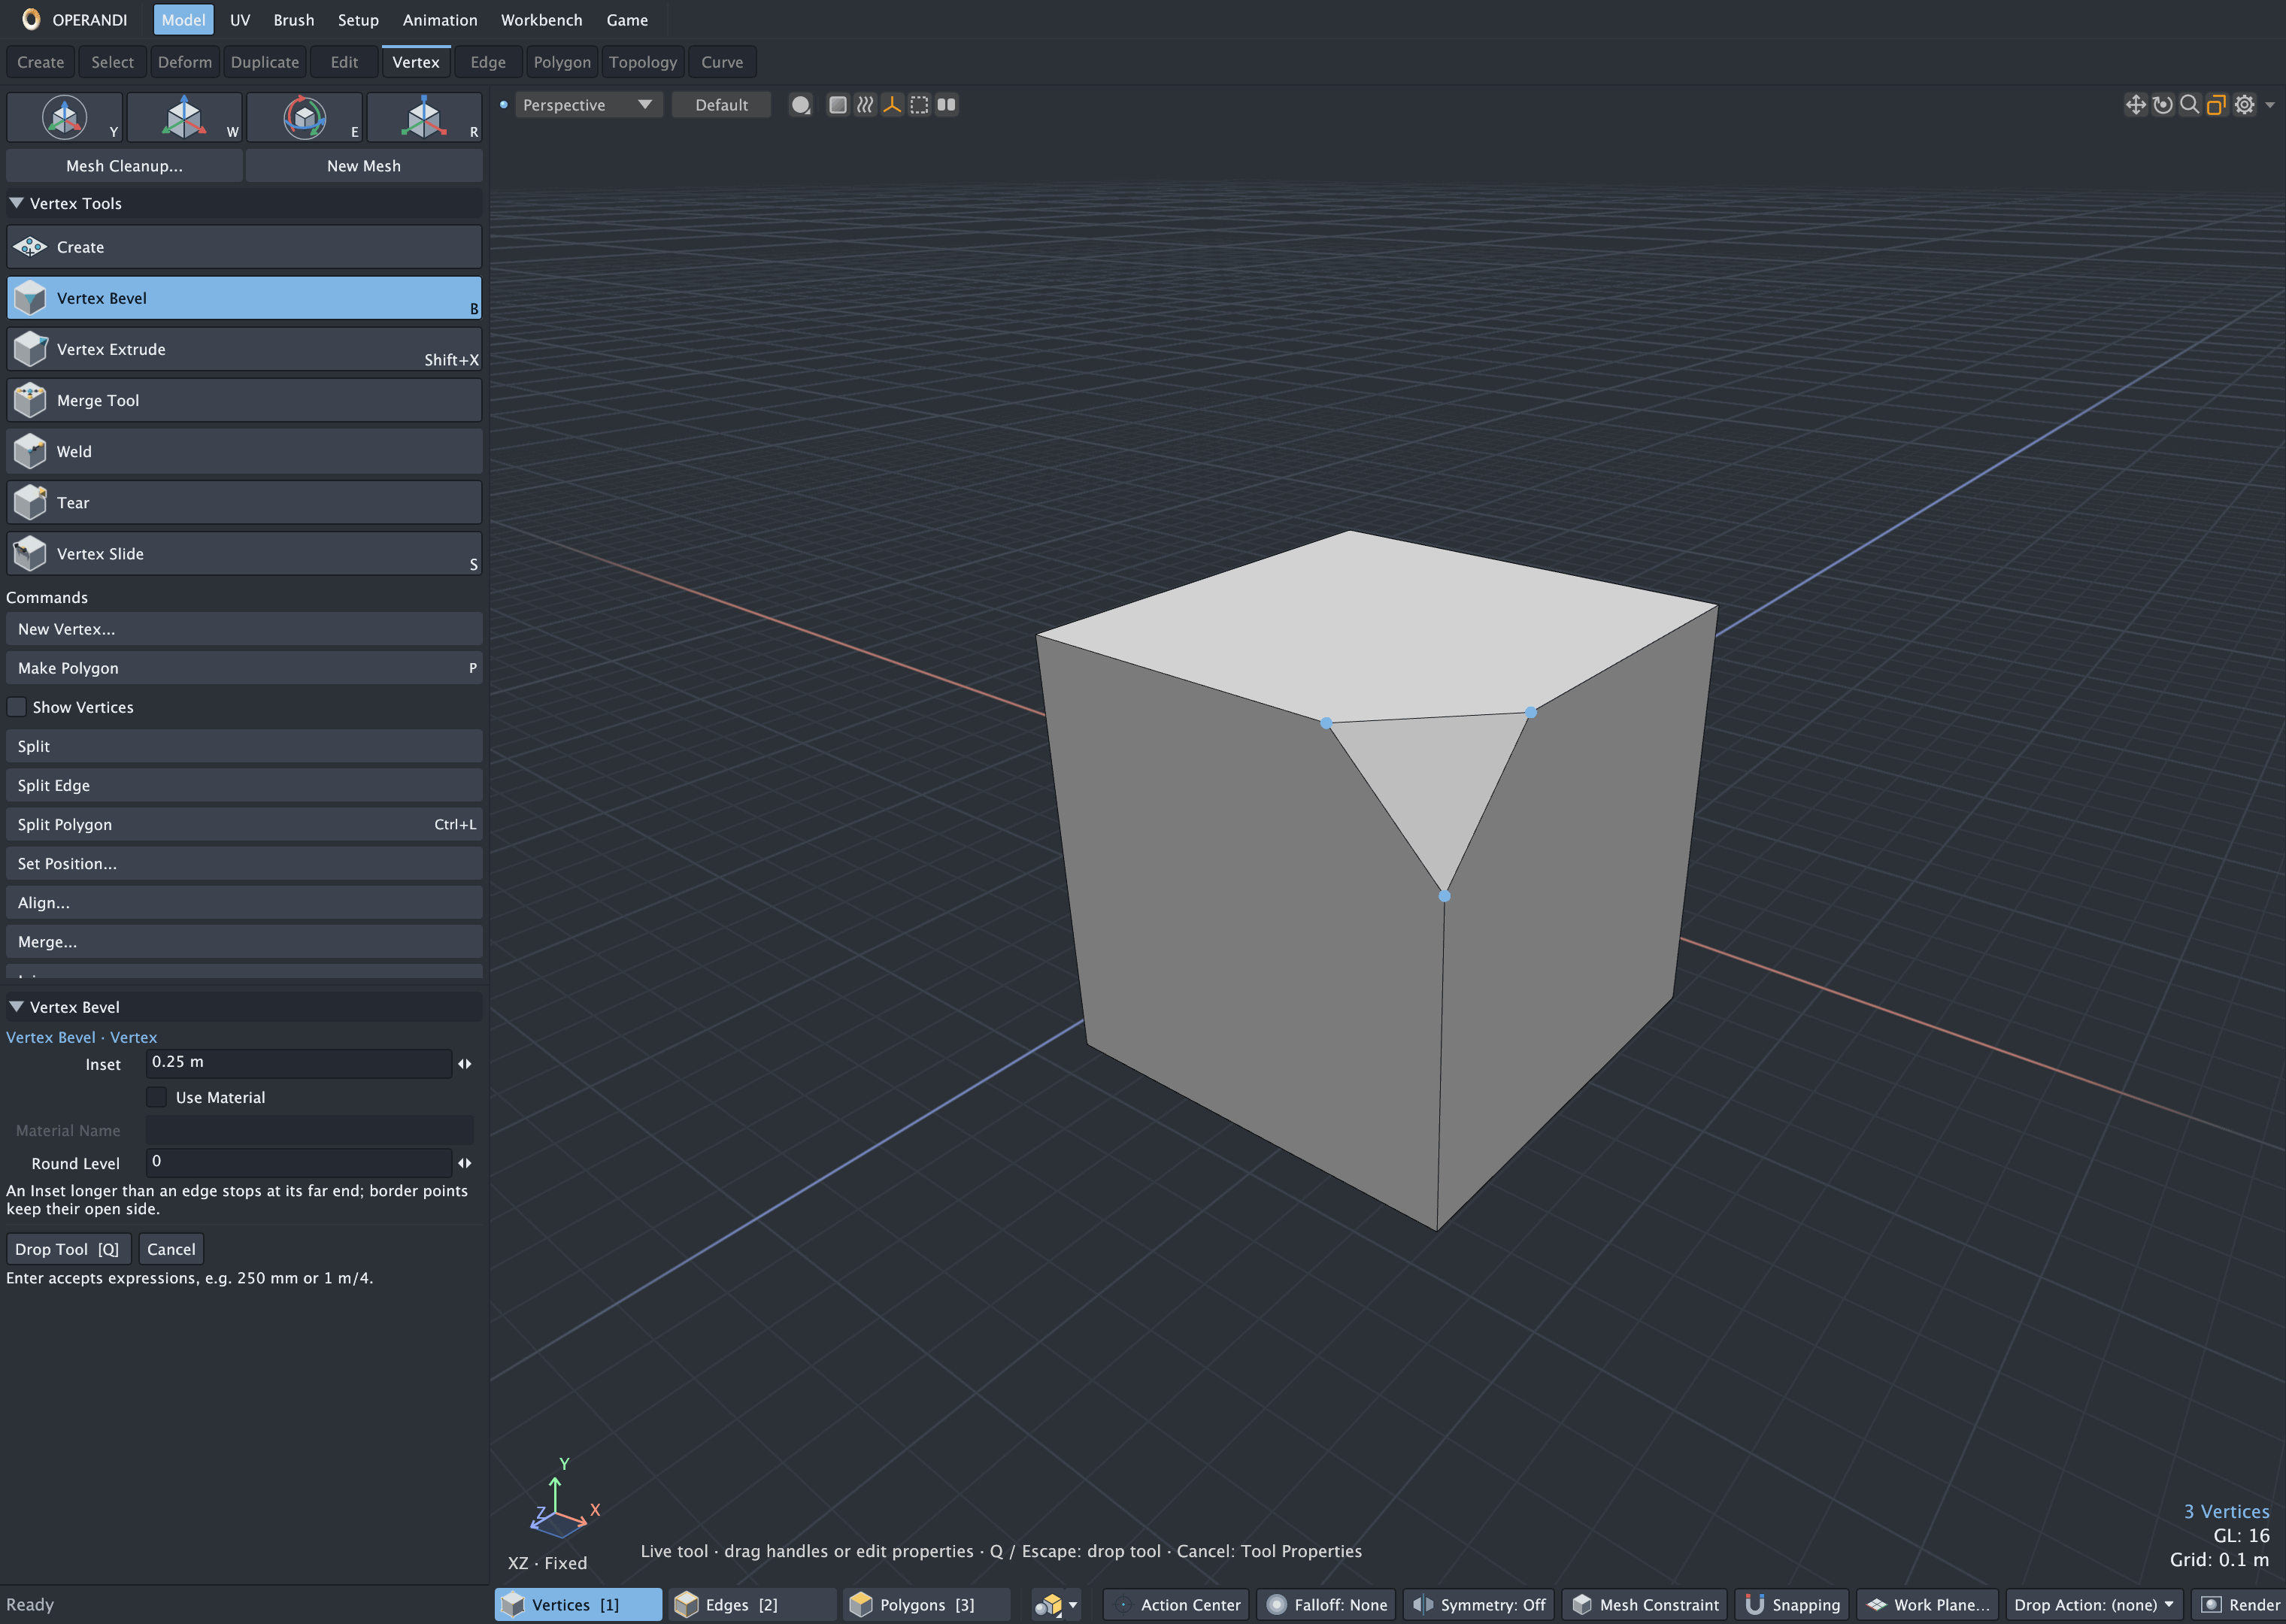 OPERANDI Model UV Brush Setup Animation Workbench Game
Create Select Deform Duplicate Edit Vertex Edge Polygon Topology Curve
Y W E R
Perspective Default
Mesh Cleanup... New Mesh
Vertex Tools
Create
Vertex Bevel B
Vertex Extrude Shift+X
Merge Tool
Weld
Tear
Vertex Slide S
Commands
New Vertex...
Make Polygon P
Show Vertices
Split
Split Edge
Split Polygon Ctrl+L
Set Position...
Align...
Merge...
Vertex Bevel
Vertex Bevel · Vertex
Inset 0.25 m
Use Material
Material Name
Round Level 0
An Inset longer than an edge stops at its far end; border points
keep their open side.
Drop Tool [Q] Cancel
Enter accepts expressions, e.g. 250 mm or 1 m/4.
Y
Z X
XZ · Fixed
Live tool · drag handles or edit properties · Q / Escape: drop tool · Cancel: Tool Properties
3 Vertices
GL: 16
Grid: 0.1 m
Ready Vertices [1] Edges [2] Polygons [3] Action Center Falloff: None Symmetry: Off Mesh Constraint Snapping Work Plane... Drop Action: (none) Render